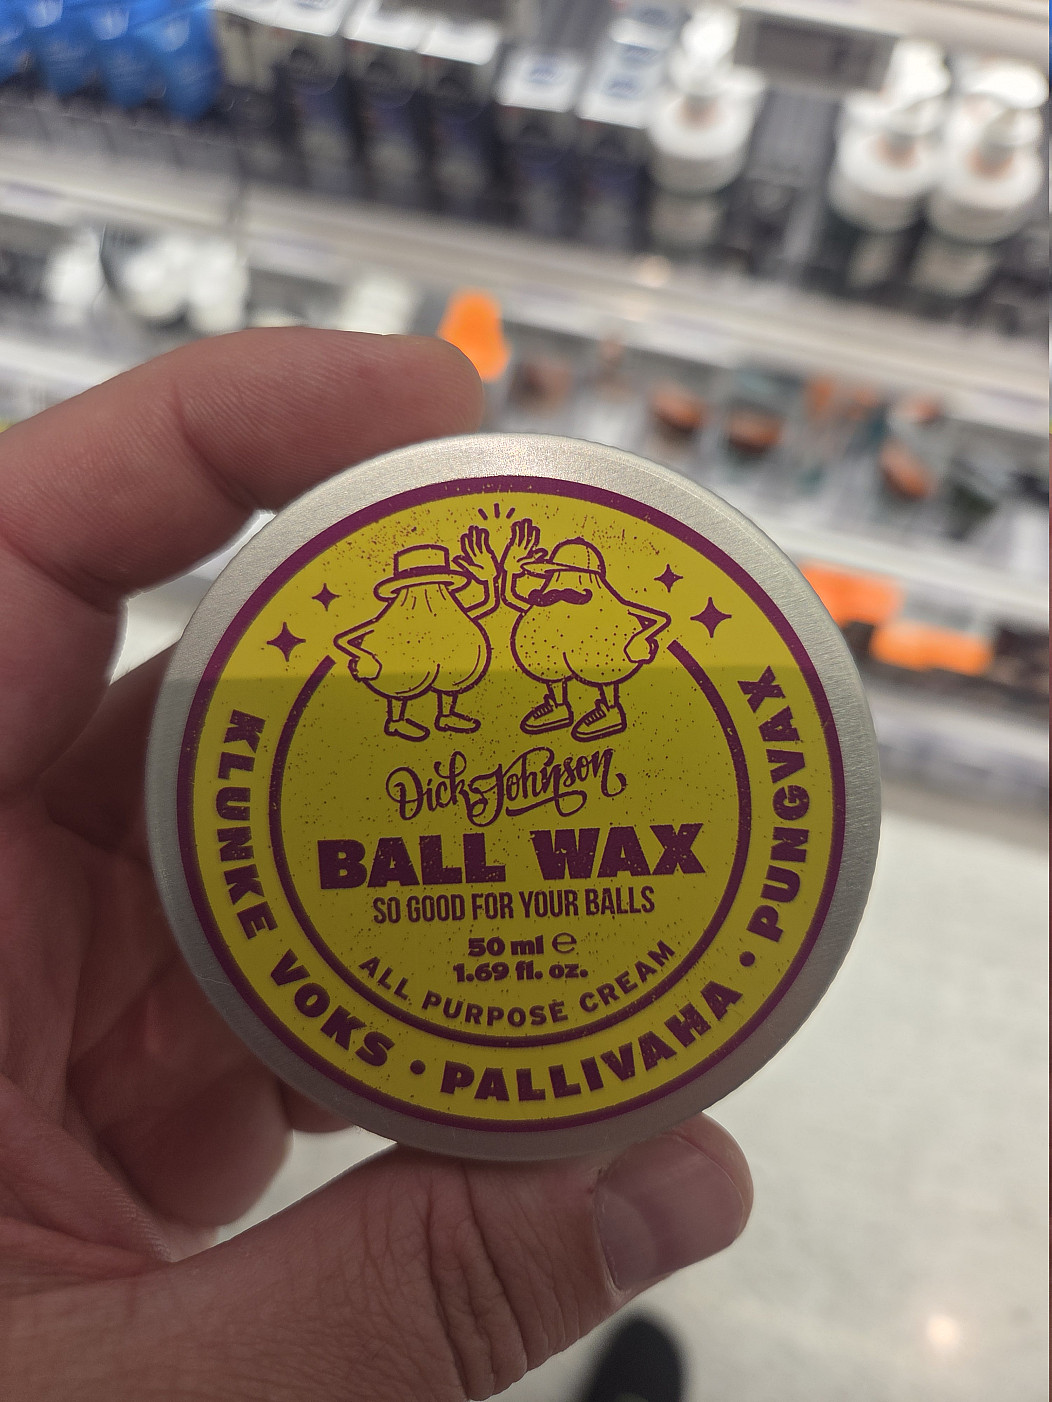 Dick Johnson
BALL WAX
SO GOOD FOR YOUR BALLS
50 ml ℮
1.69 fl. oz.
ALL PURPOSE CREAM
KLUNKE VOKS • PALLIVAHA • PUNGVAX